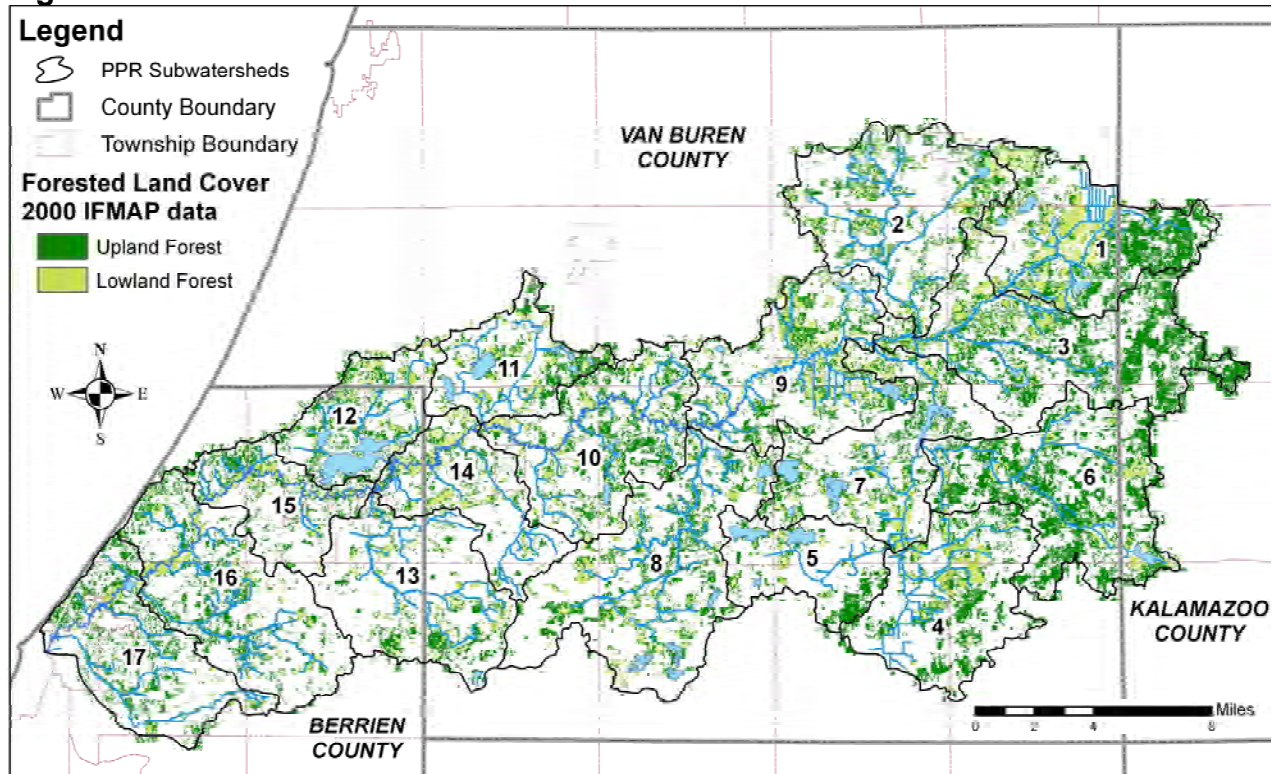 Legend
PPR Subwatersheds
County Boundary
Township Boundary
Forested Land Cover
2000 IFMAP data
Upland Forest
Lowland Forest
N
W
E
S
VAN BUREN
COUNTY
2
1
3
11
9
12
10
14
6
7
15
8
5
13
16
4
17
KALAMAZOO
COUNTY
BERRIEN
COUNTY
Miles
0
2
4
8